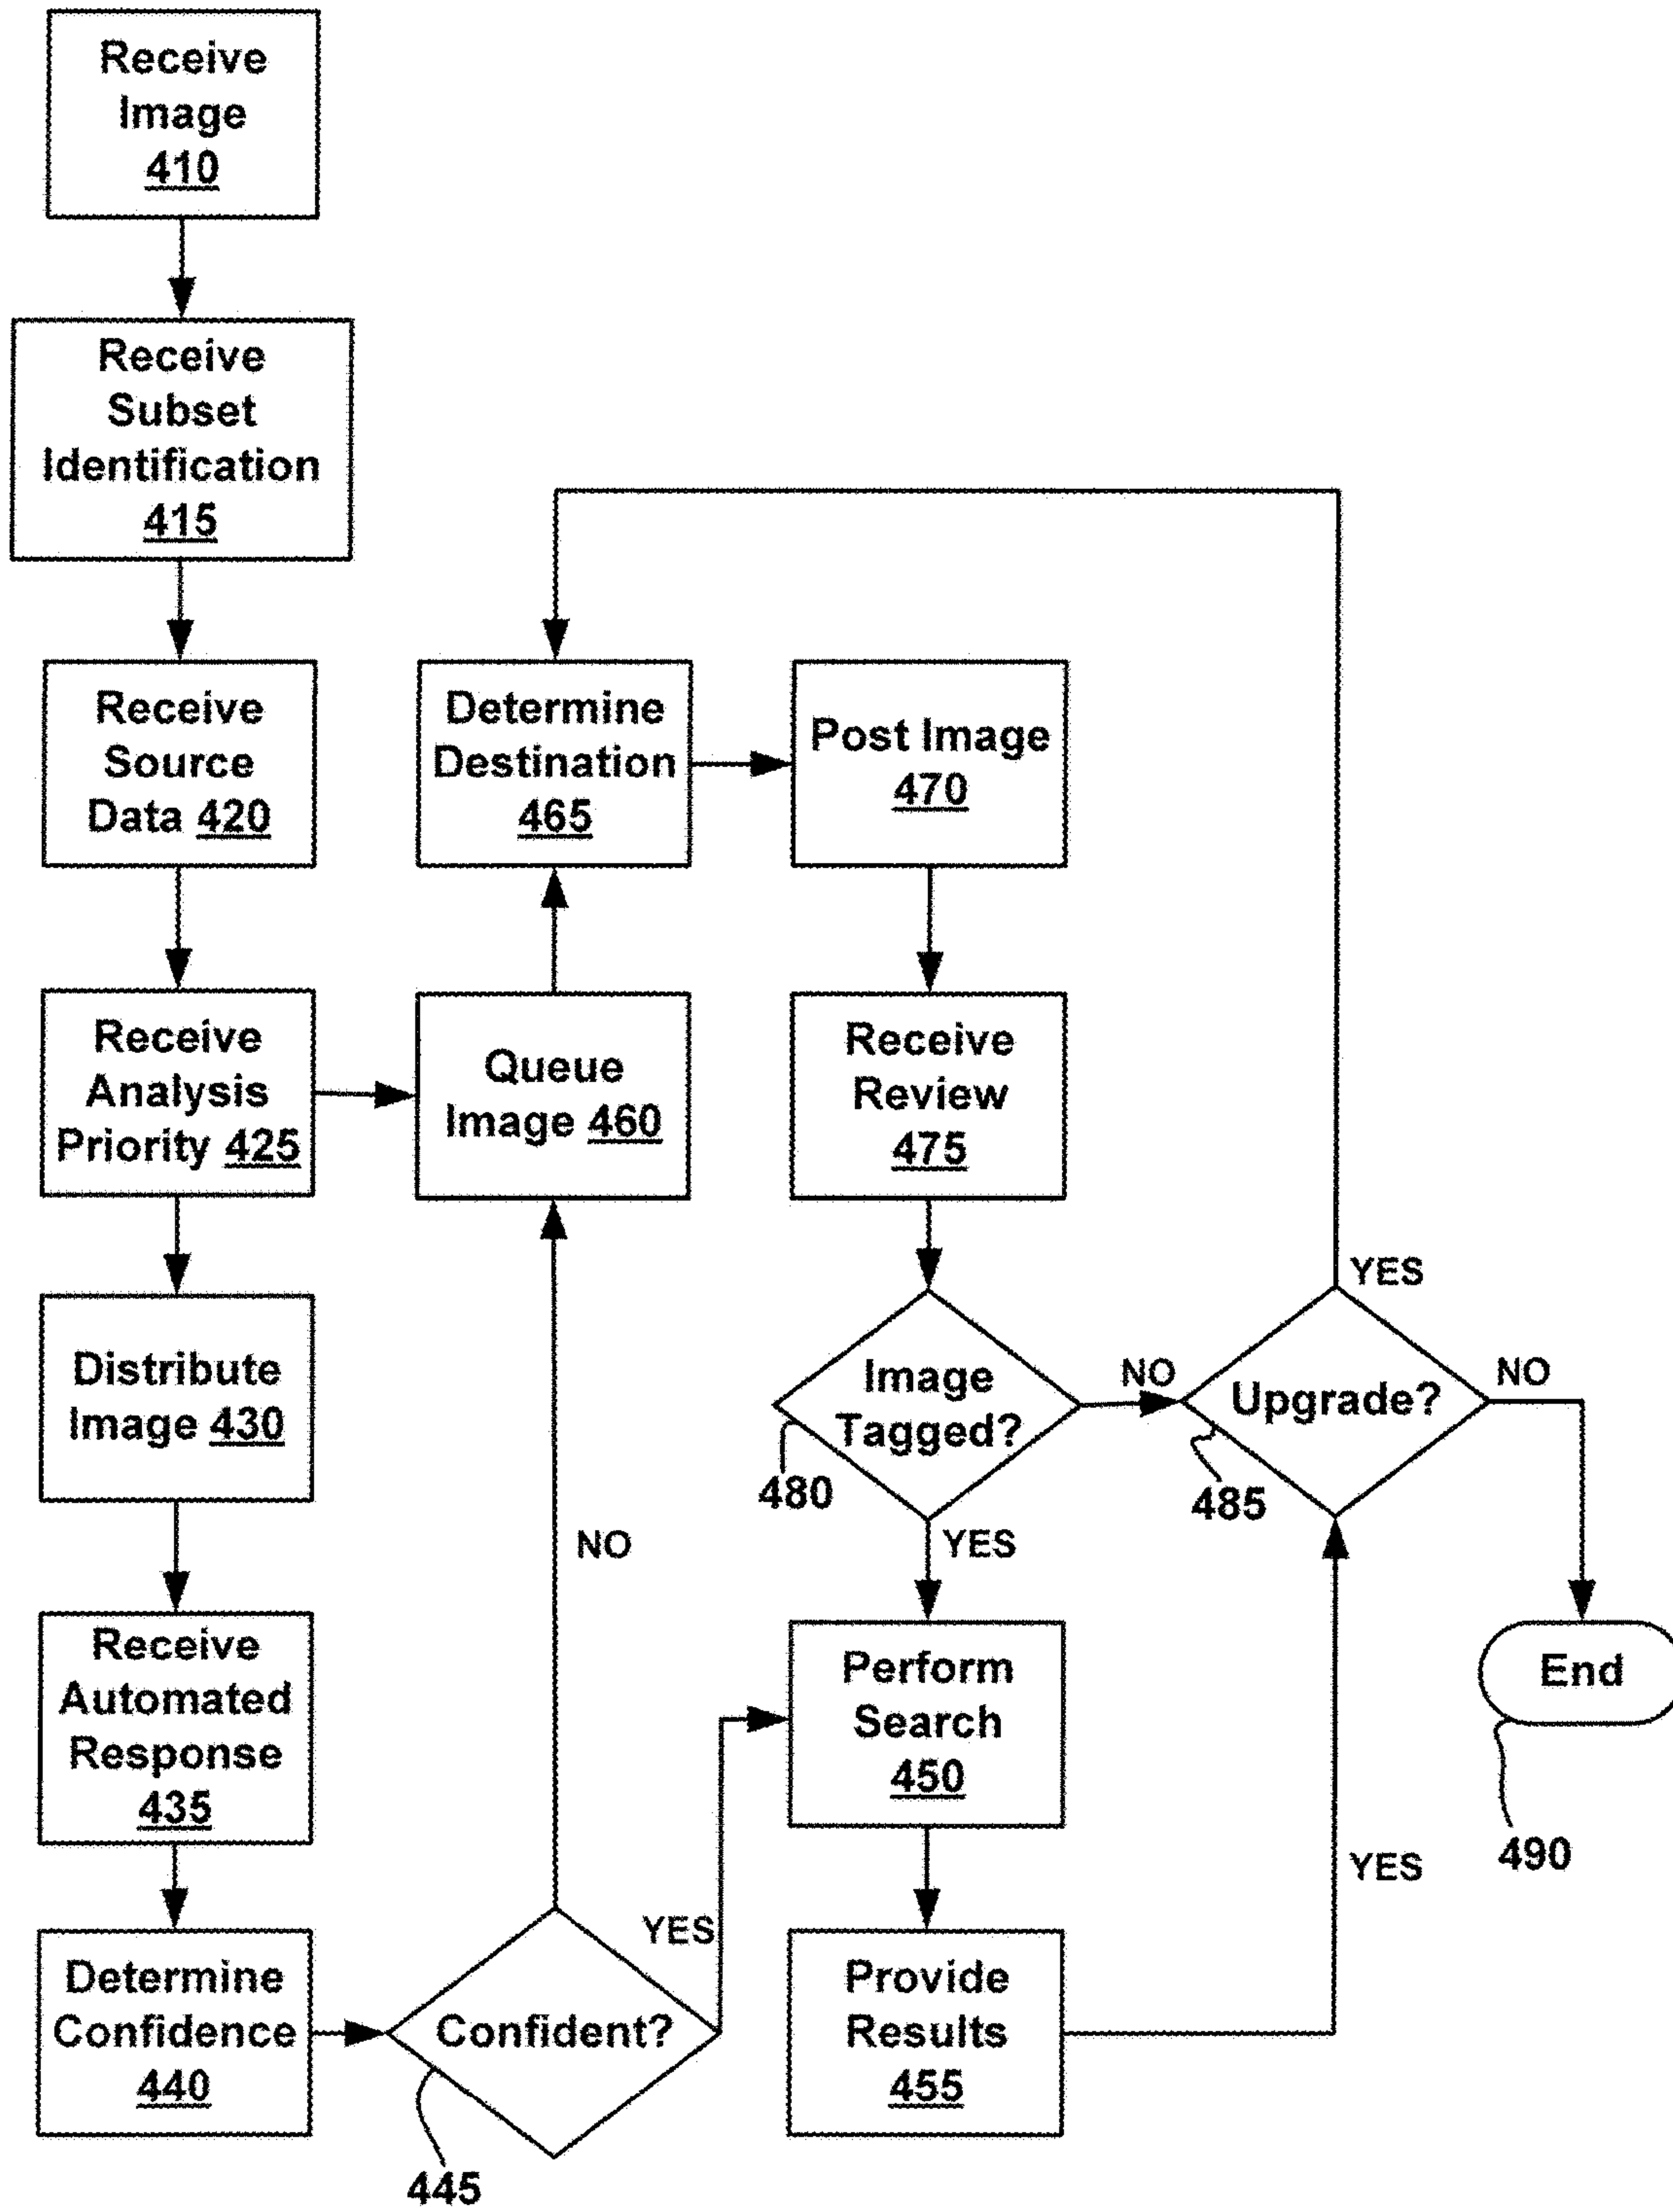 Receive
Image
410
Receive
Subset
Identification
415
Receive
Source
Data 420
Receive
Analysis
Priority 425
Distribute
Image 430
Receive
Automated
Response
435
Determine
Confidence
440
Confident?
445
NO
YES
Queue
Image 460
Determine
Destination
465
Post Image
470
Receive
Review
475
Image
Tagged?
480
NO
YES
Perform
Search
450
Provide
Results
455
YES
Upgrade?
485
YES
NO
End
490